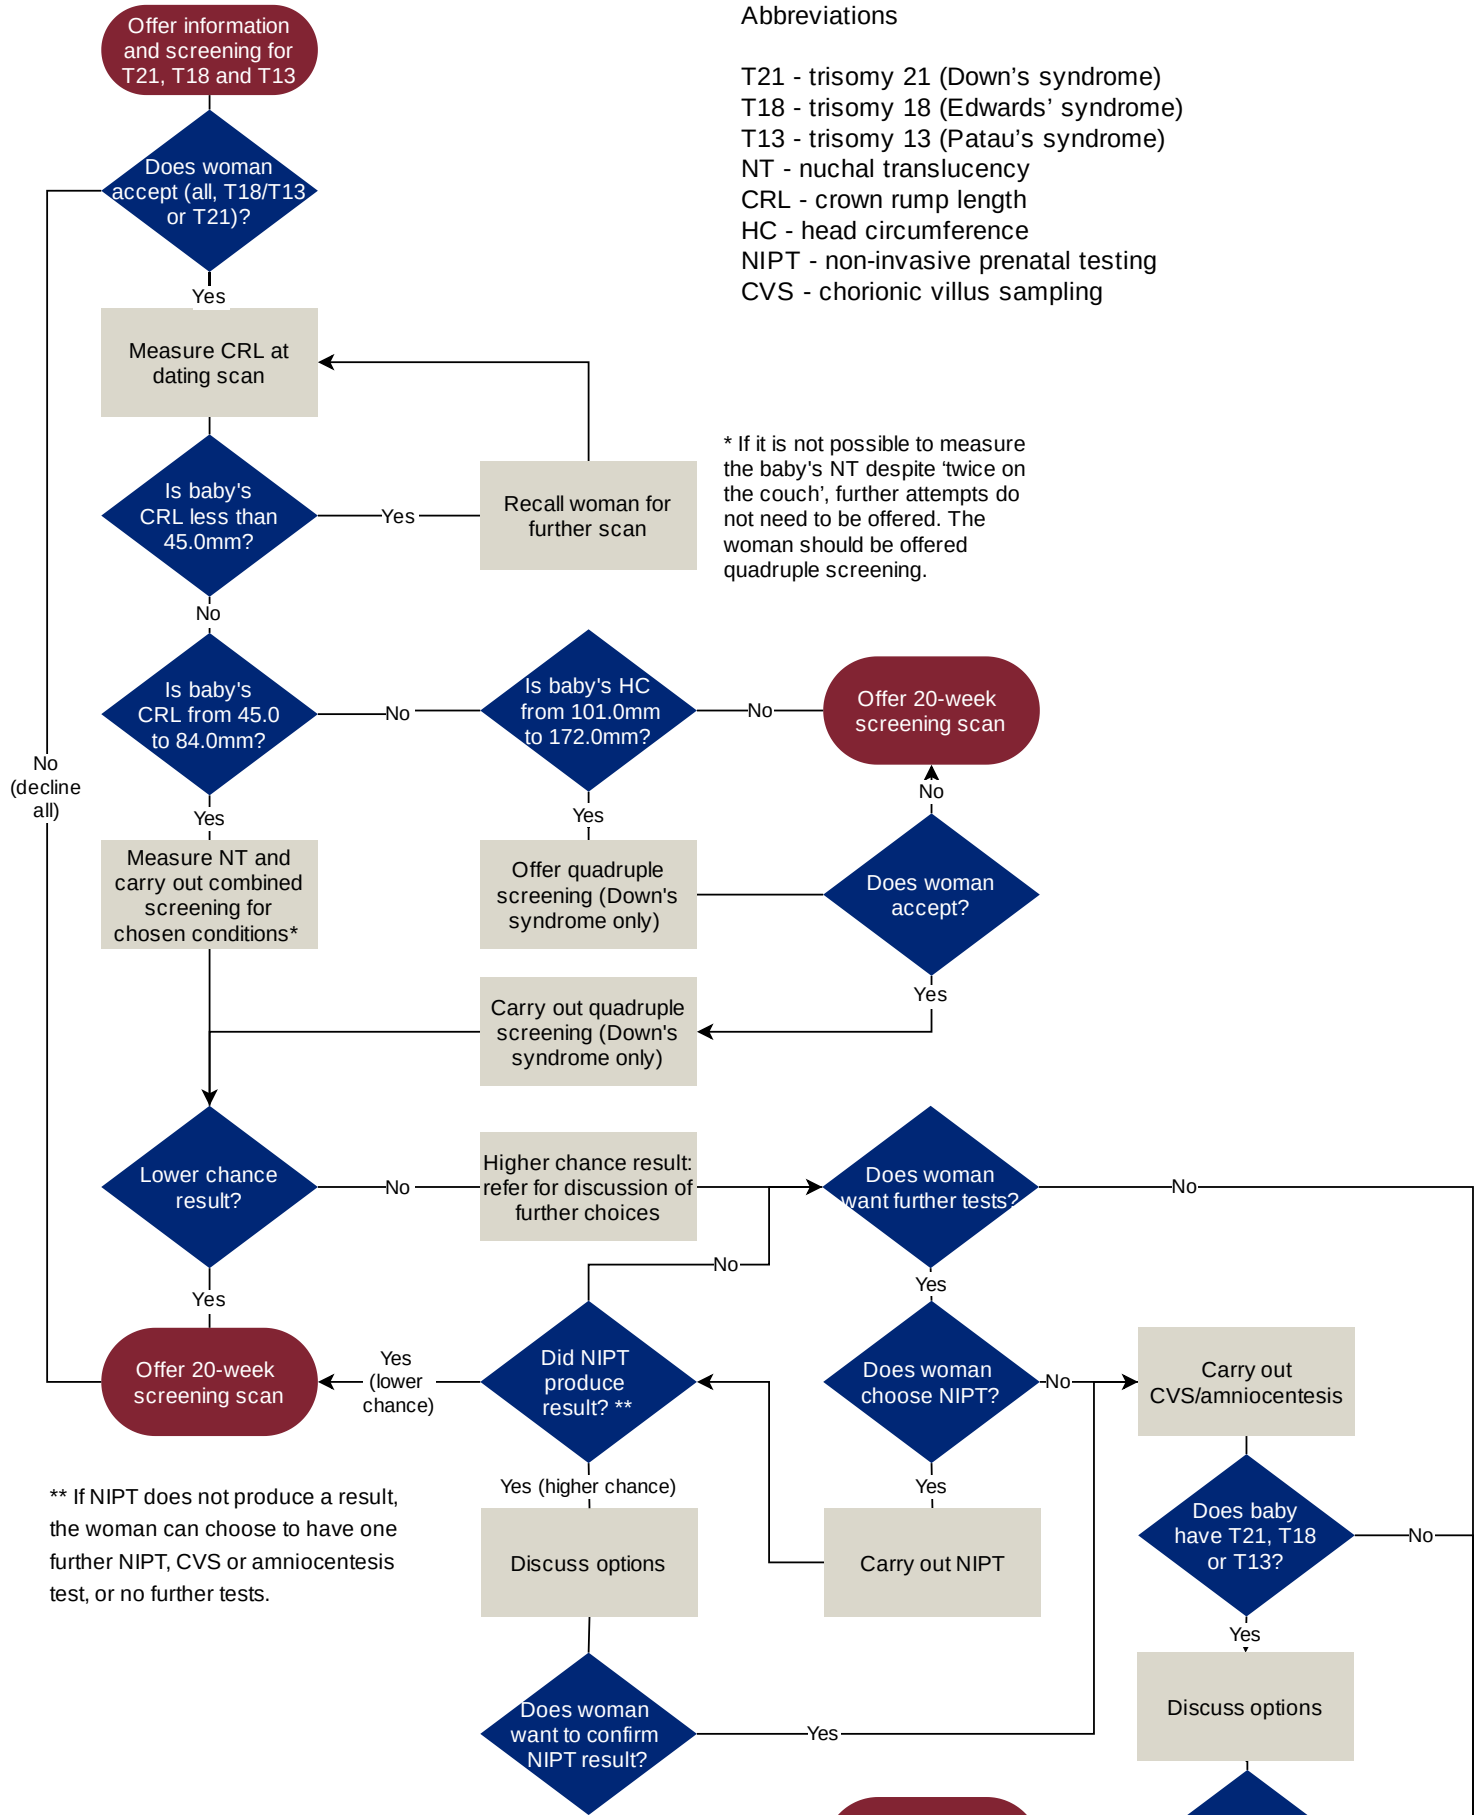 Offer information
and screening for
T21, T18 and T13
Abbreviations
T21 - trisomy 21 (Down’s syndrome)
T18 - trisomy 18 (Edwards’ syndrome)
T13 - trisomy 13 (Patau’s syndrome)
NT - nuchal translucency
CRL - crown rump length
HC - head circumference
NIPT - non-invasive prenatal testing
CVS - chorionic villus sampling
Does woman
accept (all, T18/T13
or T21)?
Yes
Measure CRL at
dating scan
Is baby's
CRL less than
45.0mm?
Yes
Recall woman for
further scan
* If it is not possible to measure
the baby's NT despite ‘twice on
the couch’, further attempts do
not need to be offered. The
woman should be offered
quadruple screening.
No
Is baby's
CRL from 45.0
to 84.0mm?
No
Is baby's HC
from 101.0mm
to 172.0mm?
No
Offer 20-week
screening scan
No
(decline
all)
Yes
Yes
No
Measure NT and
carry out combined
screening for
chosen conditions*
Offer quadruple
screening (Down's
syndrome only)
Does woman
accept?
Yes
Carry out quadruple
screening (Down's
syndrome only)
Lower chance
result?
No
Higher chance result:
refer for discussion of
further choices
Does woman
want further tests?
No
No
Yes
Yes
Offer 20-week
screening scan
Yes
(lower
chance)
Did NIPT
produce
result? **
Does woman
choose NIPT?
No
Carry out
CVS/amniocentesis
** If NIPT does not produce a result,
the woman can choose to have one
further NIPT, CVS or amniocentesis
test, or no further tests.
Yes (higher chance)
Yes
Discuss options
Carry out NIPT
Does baby
have T21, T18
or T13?
No
Yes
Does woman
want to confirm
NIPT result?
Yes
Discuss options